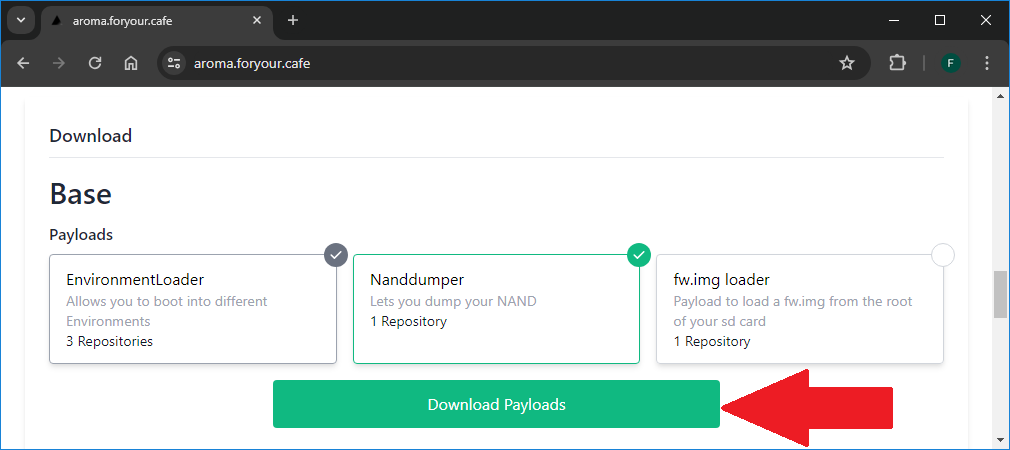 aroma.foryour.cafe
aroma.foryour.cafe
F
Download
Base
Payloads
EnvironmentLoader
Allows you to boot into different
Environments
3 Repositories
Nanddumper
Lets you dump your NAND
1 Repository
fw.img loader
Payload to load a fw.img from the root
of your sd card
1 Repository
Download Payloads